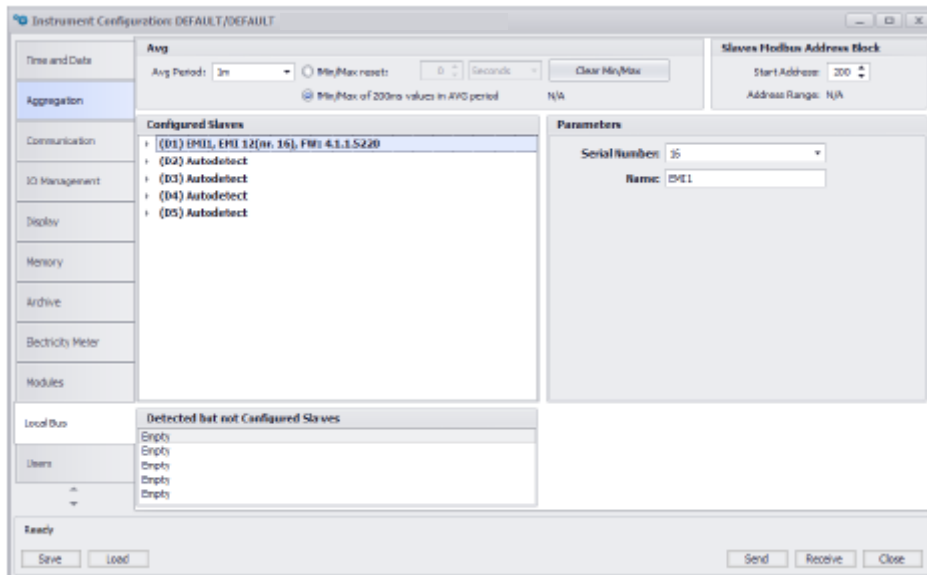 Instrument Configuration: DEFAULT/DEFAULT
Time and Date
Aggregation
Communication
IO Management
Display
Memory
Archive
Electricity Meter
Modules
Local Bus
Users
Avg
Avg Period: 1m
IMin/Max reset: 0 Seconds
Clear Min/Max
IMin/Max of 200ms values in AVG period
N/A
Slaves Modbus Address Block
Start Address: 200
Address Range: N/A
Configured Slaves
(D1) EMI1, EMI 12(nr. 16), FW: 4.1.1.5220
(D2) Autodetect
(D3) Autodetect
(D4) Autodetect
(D5) Autodetect
Parameters
Serial Number: 16
Name: EMI1
Detected but not Configured Slaves
Empty
Empty
Empty
Empty
Empty
Ready
Save
Load
Send
Receive
Close